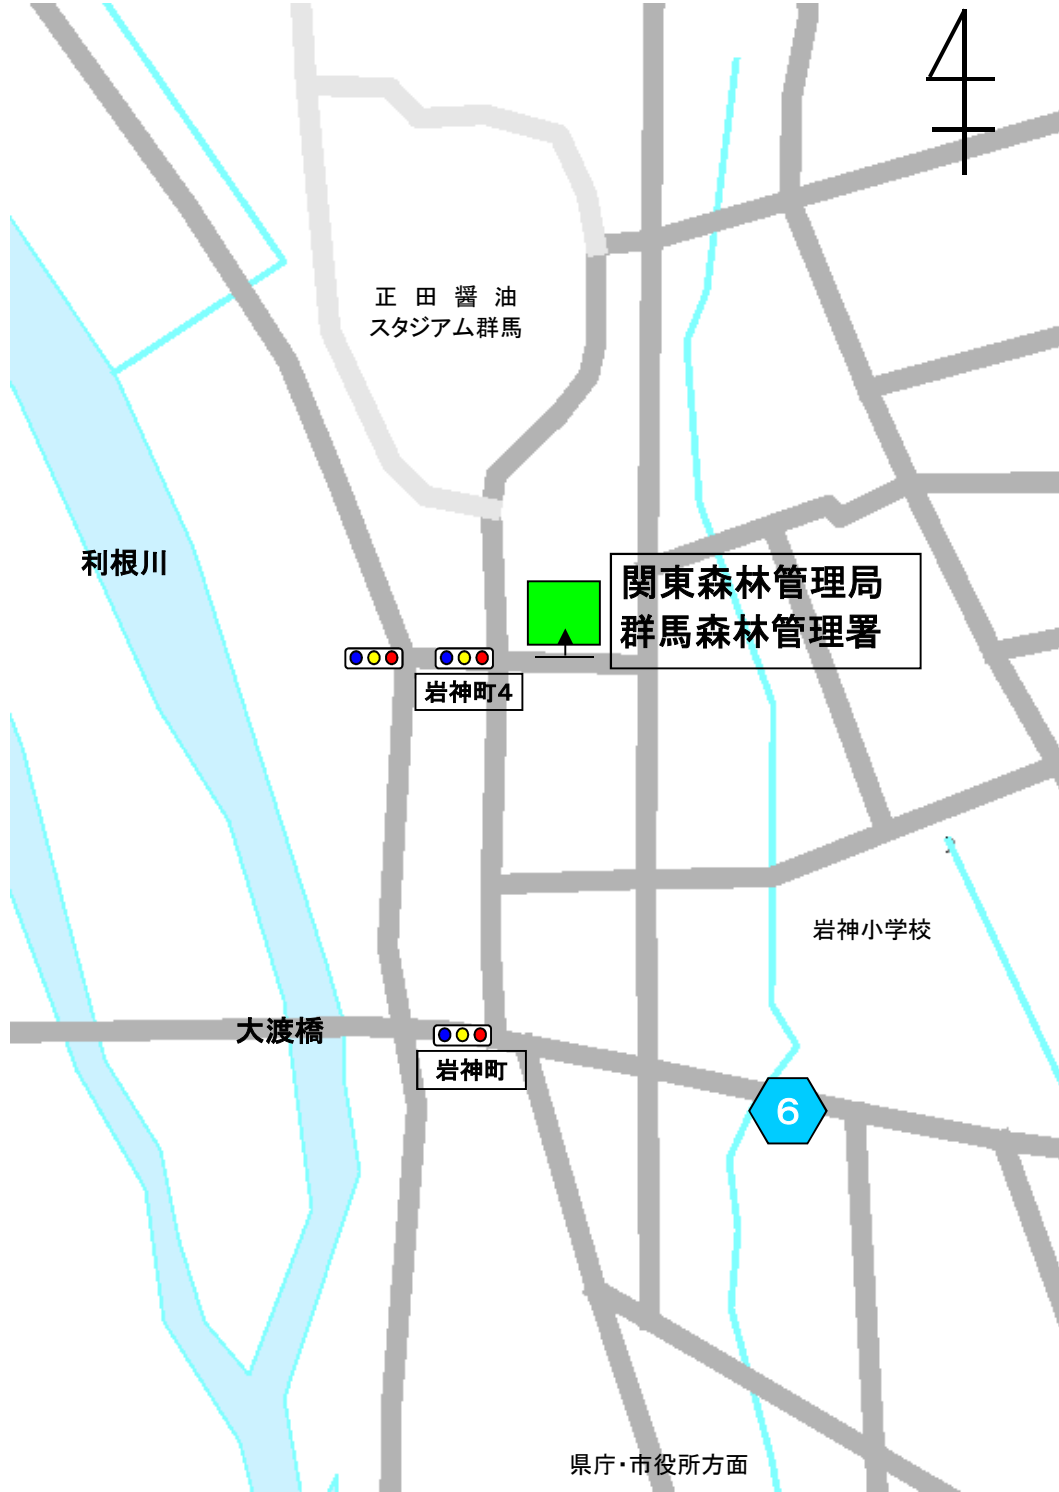 正田醤油
スタジアム群馬
利根川
関東森林管理局
群馬森林管理署
岩神町4
岩神小学校
大渡橋
岩神町
6
県庁・市役所方面